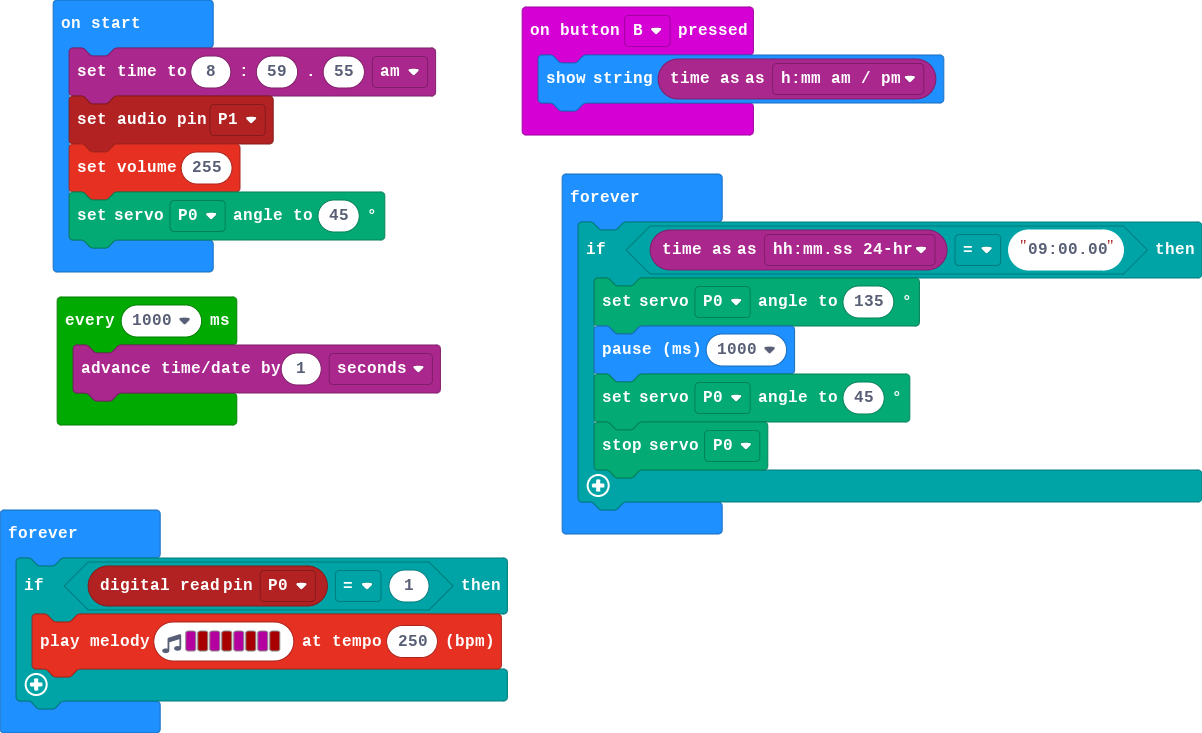 on start
set time to 8 : 59 . 55 am
set audio pin P1
set volume 255
set servo P0 angle to 45 °
every 1000 ms
advance time/date by 1 seconds
forever
if digital read pin P0 = 1 then
play melody at tempo 250 (bpm)
on button B pressed
show string time as as h:mm am / pm
forever
if time as as hh:mm.ss 24-hr = "09:00.00" then
set servo P0 angle to 135 °
pause (ms) 1000
set servo P0 angle to 45 °
stop servo P0